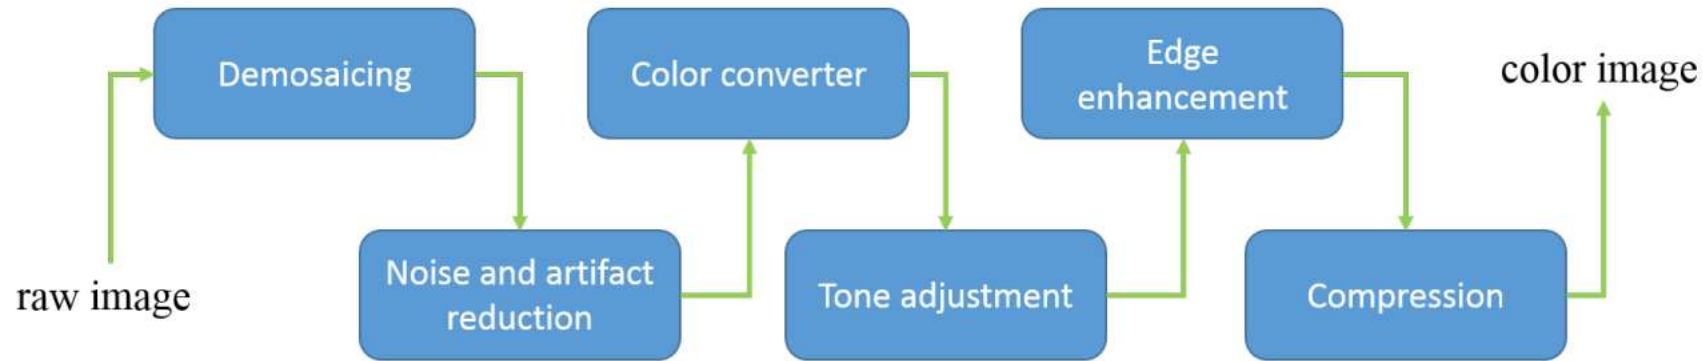 raw image
Demosaicing
Noise and artifact
reduction
Color converter
Tone adjustment
Edge
enhancement
Compression
color image